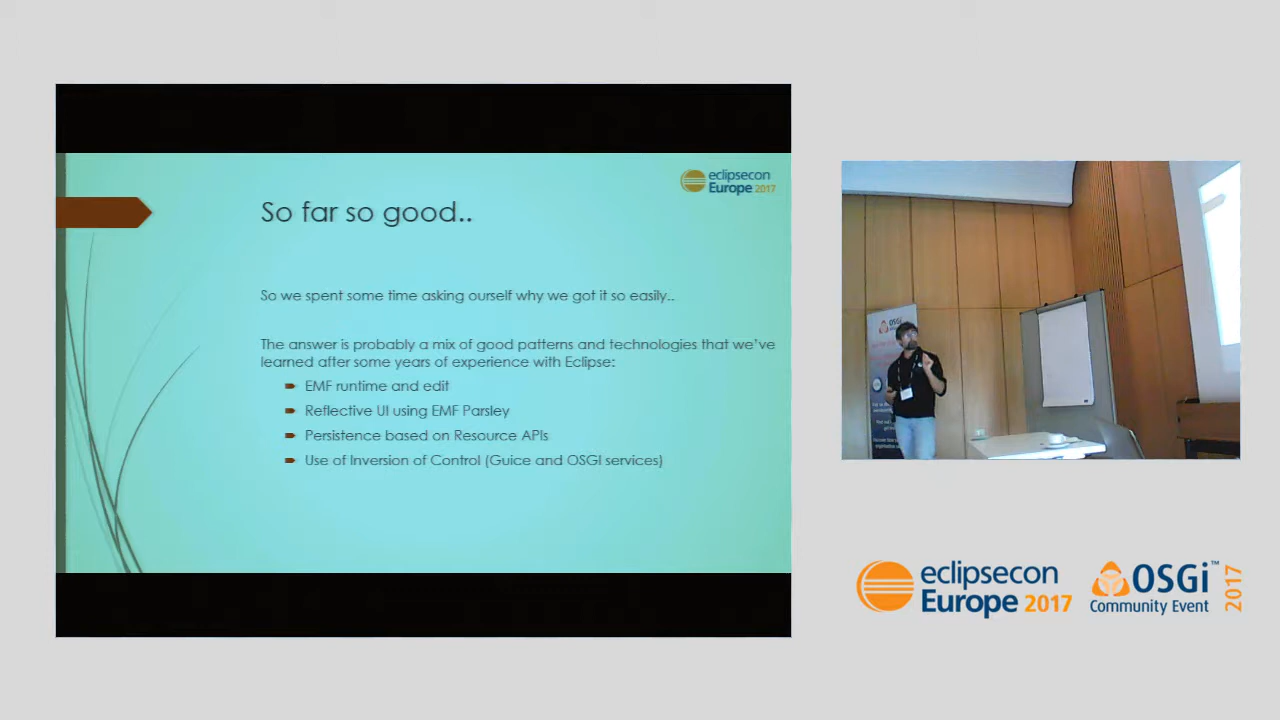 eclipsecon
Europe 2017
So far so good..
So we spent some time asking ourself why we got it so easily..
The answer is probably a mix of good patterns and technologies that we've
learned after some years of experience with Eclipse:
EMF runtime and edit
Reflective UI using EMF Parsley
Persistence based on Resource APIs
Use of Inversion of Control (Guice and OSGI services)
OSGi
eclipsecon
Europe 2017
OSGi™
Community Event
2017